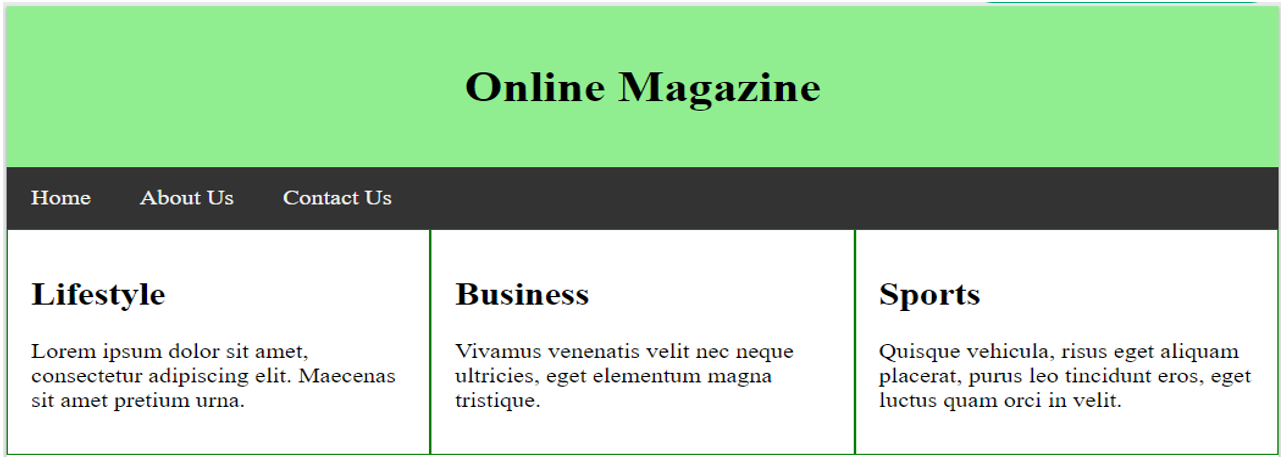 Online Magazine
Home About Us Contact Us
Lifestyle
Lorem ipsum dolor sit amet,
consectetur adipiscing elit. Maecenas
sit amet pretium urna.
Business
Vivamus venenatis velit nec neque
ultricies, eget elementum magna
tristique.
Sports
Quisque vehicula, risus eget aliquam
placerat, purus leo tincidunt eros, eget
luctus quam orci in velit.